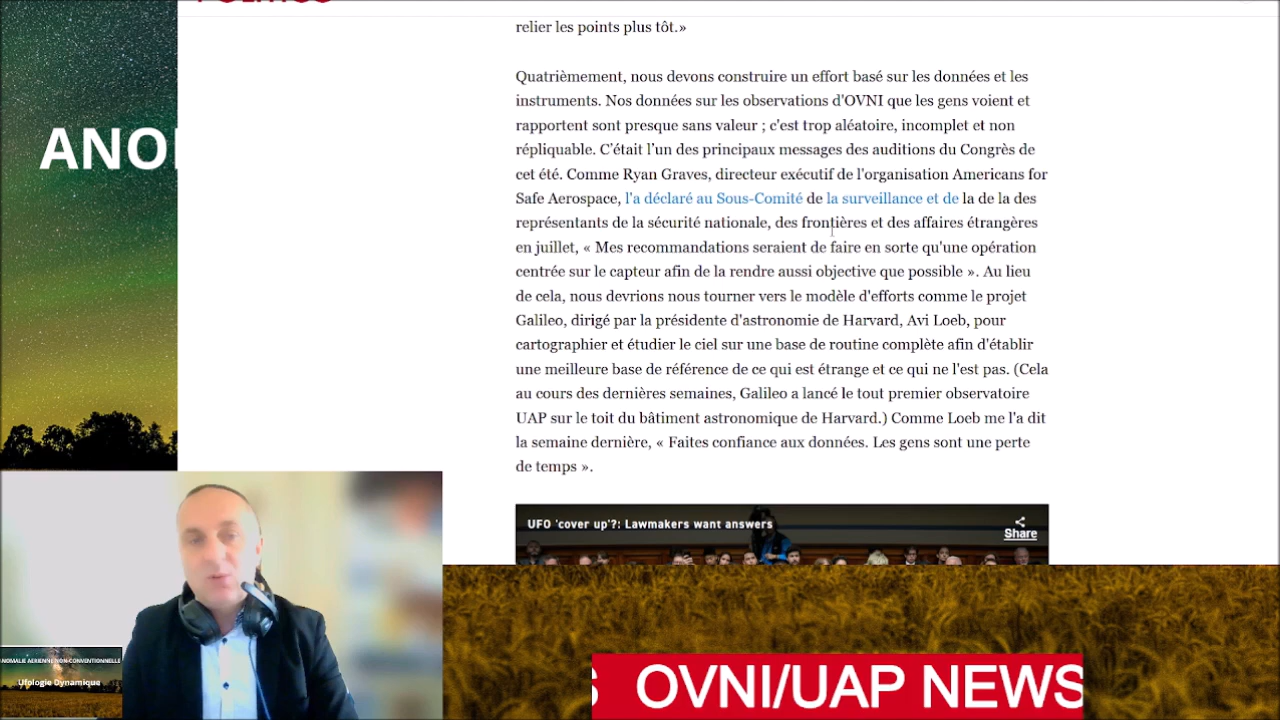 relier les points plus tôt.»
Quatrièmement, nous devons construire un effort basé sur les données et les
instruments. Nos données sur les observations d'OVNI que les gens voient et
rapportent sont presque sans valeur ; c'est trop aléatoire, incomplet et non
répliquable. C’était l’un des principaux messages des auditions du Congrès de
cet été. Comme Ryan Graves, directeur exécutif de l'organisation Americans for
Safe Aerospace, l'a déclaré au Sous-Comité de la surveillance et de la de la des
représentants de la sécurité nationale, des frontières et des affaires étrangères
en juillet, « Mes recommandations seraient de faire en sorte qu'une opération
centrée sur le capteur afin de la rendre aussi objective que possible ». Au lieu
de cela, nous devrions nous tourner vers le modèle d'efforts comme le projet
Galileo, dirigé par la présidente d'astronomie de Harvard, Avi Loeb, pour
cartographier et étudier le ciel sur une base de routine complète afin d'établir
une meilleure base de référence de ce qui est étrange et ce qui ne l'est pas. (Cela
au cours des dernières semaines, Galileo a lancé le tout premier observatoire
UAP sur le toit du bâtiment astronomique de Harvard.) Comme Loeb me l'a dit
la semaine dernière, « Faites confiance aux données. Les gens sont une perte
de temps ».
ANO
UFO 'cover up'?: Lawmakers want answers
Share
ANOMALIE AERIENNE NON-CONVENTIONNELLE
Ufologie Dynamique
S OVNI/UAP NEWS